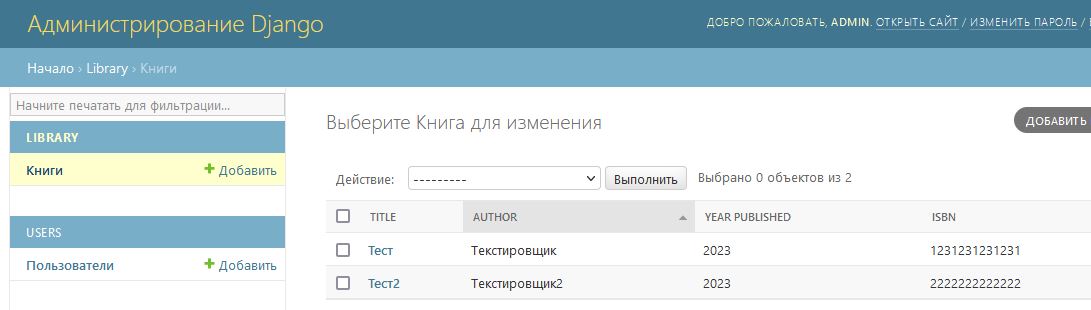 Администрирование Django
ДОБРО ПОЖАЛОВАТЬ, ADMIN. ОТКРЫТЬ САЙТ / ИЗМЕНИТЬ ПАРОЛЬ /
Начало › Library › Книги
Начните печатать для фильтрации...
LIBRARY
Книги + Добавить
USERS
Пользователи + Добавить
Выберите Книга для изменения
ДОБАВИТЬ
Действие: --------- Выполнить Выбрано 0 объектов из 2
TITLE AUTHOR YEAR PUBLISHED ISBN
Тест Текстировщик 2023 1231231231231
Тест2 Текстировщик2 2023 2222222222222